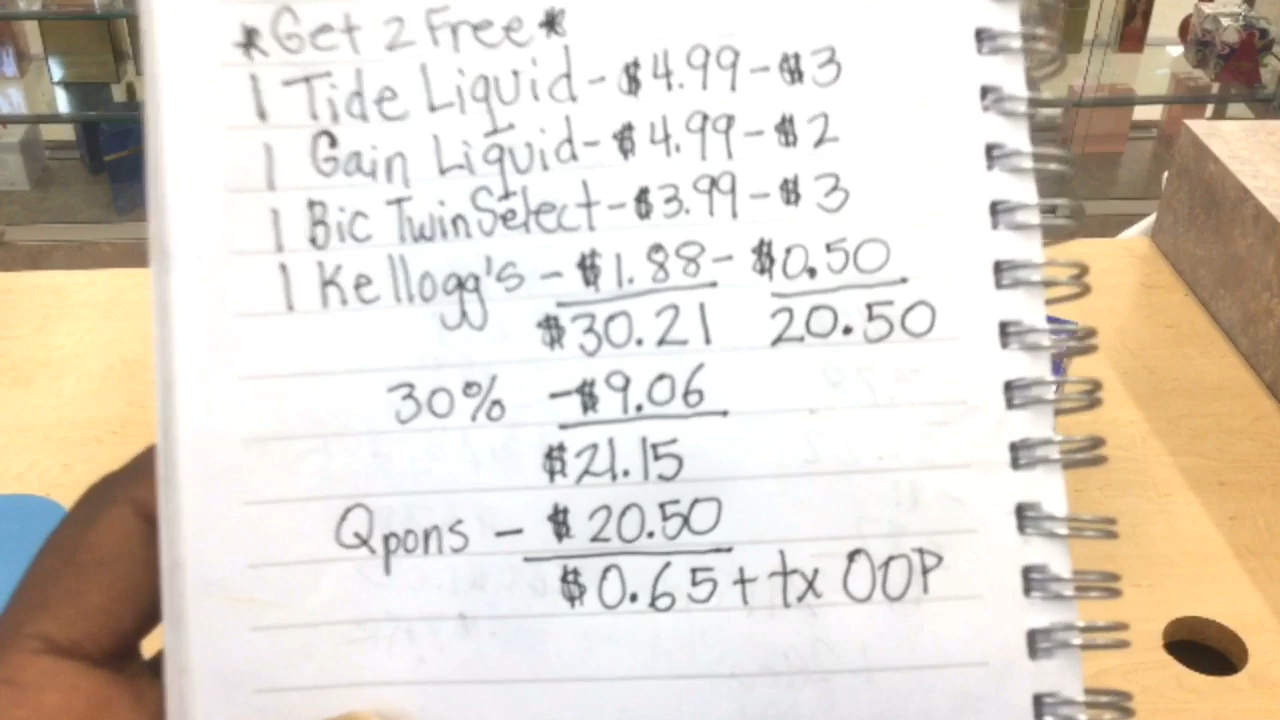 *Get 2 Free*
1 Tide Liquid - $4.99 - $3
1 Gain Liquid - $4.99 - $2
1 Bic TwinSelect - $3.99 - $3
1 Kellogg's - $1.88 - $0.50
$30.21 20.50
30% - $9.06
$21.15
Qpons - $20.50
$0.65 + tx OOP